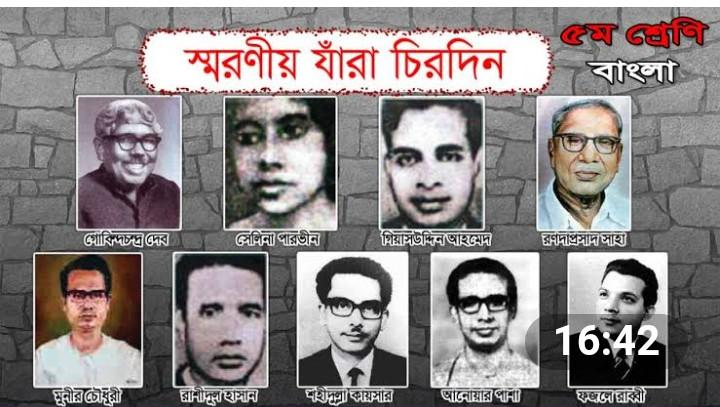 স্মরণীয় যাঁরা চিরদিন
৫ম শ্রেণি
বাংলা
গোবিন্দচন্দ্র দেব
সেলিনা পারভীন
গিয়াসউদ্দিন আহমেদ
রণদাপ্রসাদ সাহা
মুনীর চৌধুরী
রাশীদুল হাসান
শহীদুল্লা কায়সার
আনোয়ার পাশা
ফজলে রাব্বী
16:42